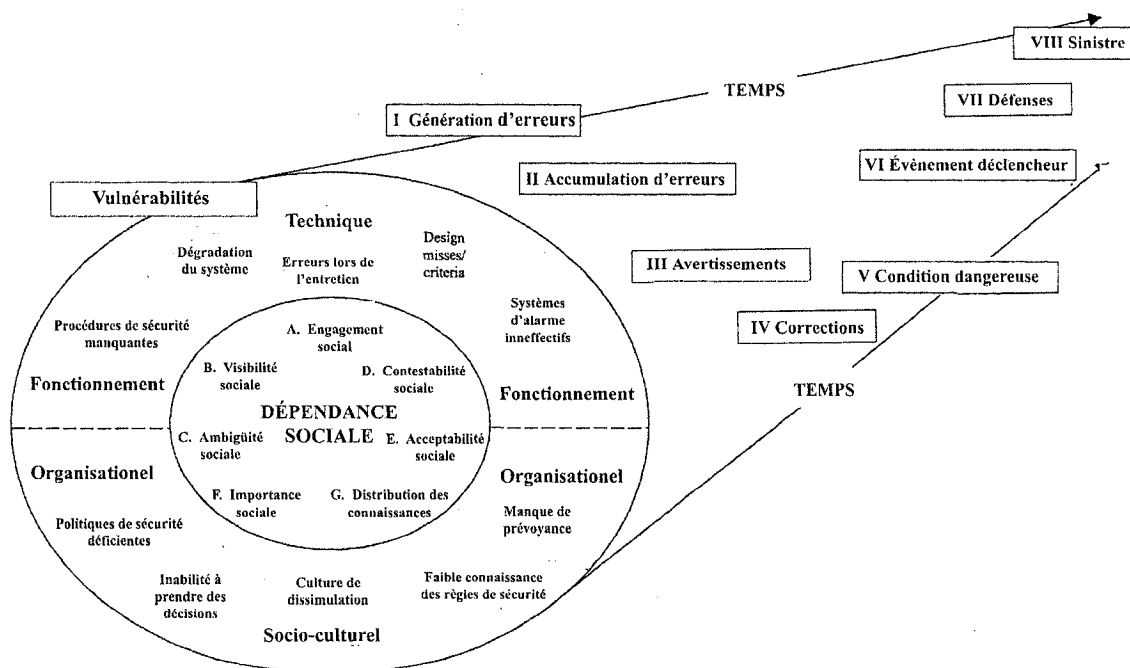 VIII Sinistre
TEMPS
VII Défenses
I Génération d'erreurs
VI Évènement déclencheur
II Accumulation d'erreurs
Vulnérabilités
Technique
Dégradation
du système
Erreurs lors de
l'entretien
Design
misses/
criteria
III Avertissements
V Condition dangereuse
Systèmes
d'alarme
inneffectifs
IV Corrections
Procédures de sécurité
manquantes
A. Engagement
social
B. Visibilité
sociale
D. Contestabilité
sociale
Fonctionnement
Fonctionnement
TEMPS
DÉPENDANCE
SOCIALE
C. Ambigüité
sociale
E. Acceptabilité
sociale
Organisationel
Organisationel
F. Importance
sociale
G. Distribution des
connaissances
Politiques de sécurité
déficientes
Manque de
prévoyance
Inabilité à
prendre des
décisions
Culture de
dissimulation
Faible connaissance
des règles de sécurité
Socio-culturel